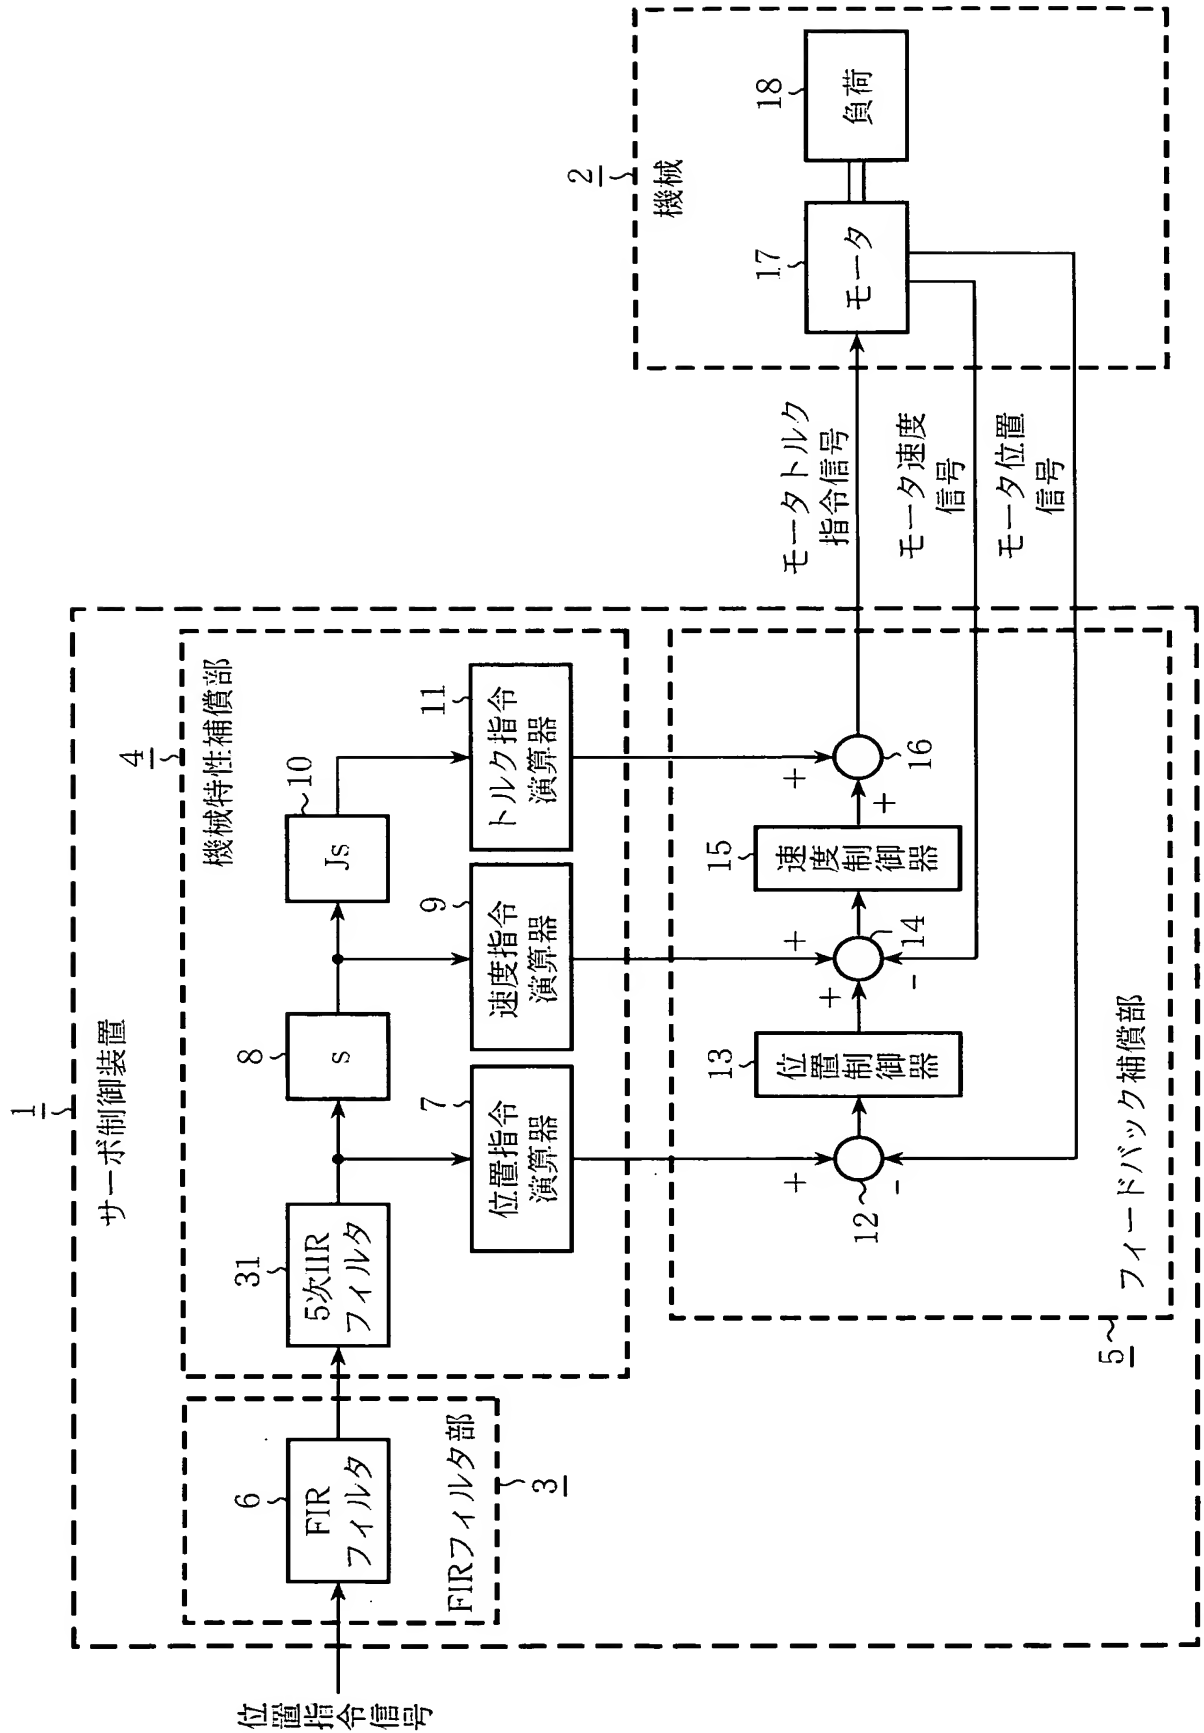 1
サーボ制御装置
位置指令信号
3
FIRフィルタ部
6
FIR
フィルタ
4
機械特性補償部
31
5次IIR
フィルタ
8
s
10
Js
7
位置指令
演算器
9
速度指令
演算器
11
トルク指令
演算器
5
フィードバック補償部
+
-
12
13
位置制御器
+
+
-
14
15
速度制御器
+
+
16
モータトルク
指令信号
モータ速度
信号
モータ位置
信号
2
機械
17
モータ
18
負荷